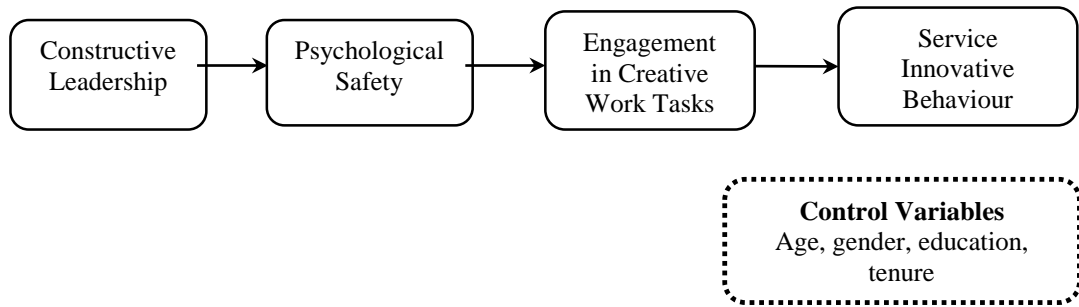 Constructive
Leadership
Psychological
Safety
Engagement
in Creative
Work Tasks
Service
Innovative
Behaviour
Control Variables
Age, gender, education,
tenure